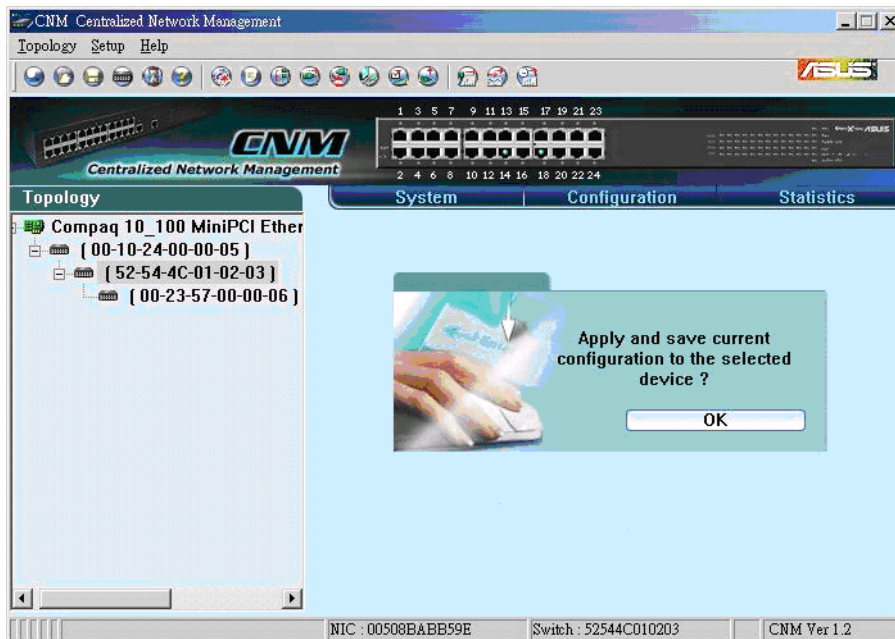 CNM Centralized Network Management
Topology Setup Help
ASUS
CNM
Centralized Network Management
1 3 5 7 9 11 13 15 17 19 21 23
ASUS
2 4 6 8 10 12 14 16 18 20 22 24
Topology
System Configuration Statistics
Compaq 10_100 MiniPCI Ether
( 00-10-24-00-00-05 )
( 52-54-4C-01-02-03 )
( 00-23-57-00-00-06 )
Apply and save current
configuration to the selected
device ?
OK
NIC : 00508BABB59E Switch : 52544C010203 CNM Ver 1.2